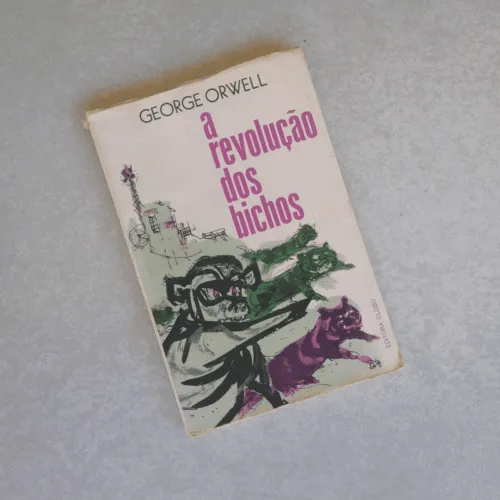 GEORGE ORWELL
a
revolução
dos
bichos
EDITORA GLOBO